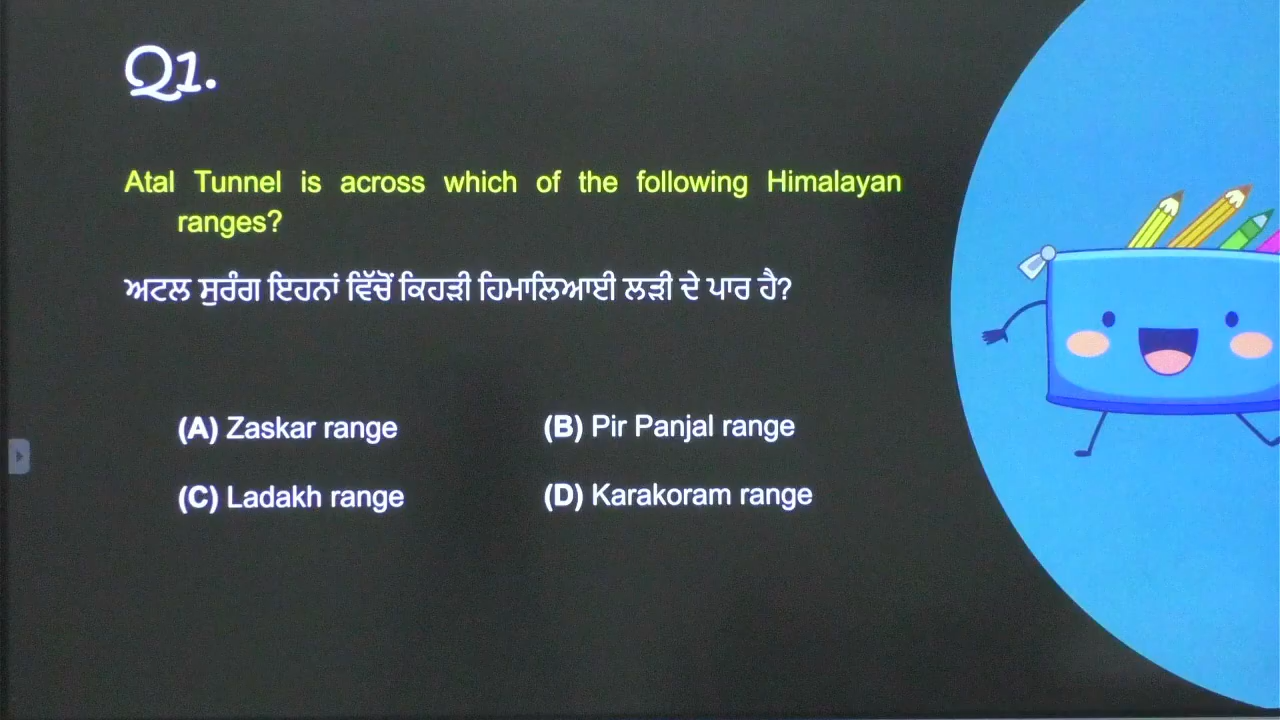 Q1.
Atal Tunnel is across which of the following Himalayan
ranges?
ਅਟਲ ਸੁਰੰਗ ਇਹਨਾਂ ਵਿੱਚੋਂ ਕਿਹੜੀ ਹਿਮਾਲਿਆਈ ਲੜੀ ਦੇ ਪਾਰ ਹੈ?
(A) Zaskar range (B) Pir Panjal range
(C) Ladakh range (D) Karakoram range